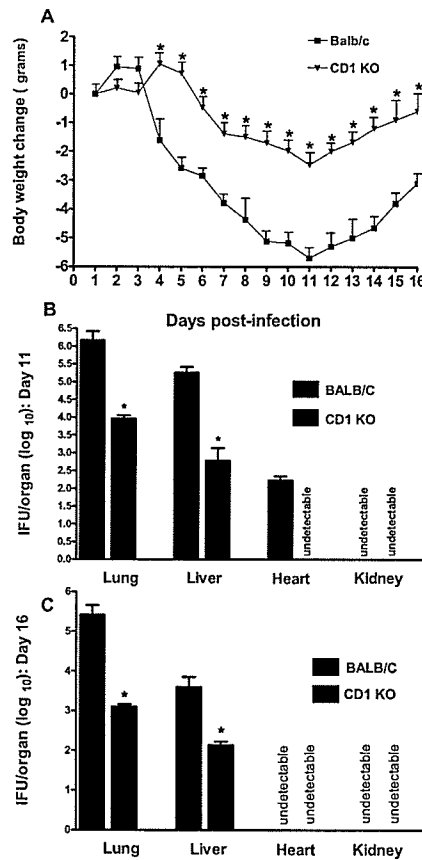 A
Body weight change ( grams)
2
1
0
-1
-2
-3
-4
-5
-6
Balb/c
CD1 KO
* * * * * * * * * * * * *
0 1 2 3 4 5 6 7 8 9 10 11 12 13 14 15 16
Days post-infection
B
IFU/organ (log 10): Day 11
6.5
6.0
5.5
5.0
4.5
4.0
3.5
3.0
2.5
2.0
1.5
1.0
0.5
0.0
BALB/C
CD1 KO
*
*
undetectable
undetectable
undetectable
Lung Liver Heart Kidney
C
IFU/organ (log 10): Day 16
6
5
4
3
2
1
0
BALB/C
CD1 KO
*
*
undetectable
undetectable
undetectable
undetectable
Lung Liver Heart Kidney